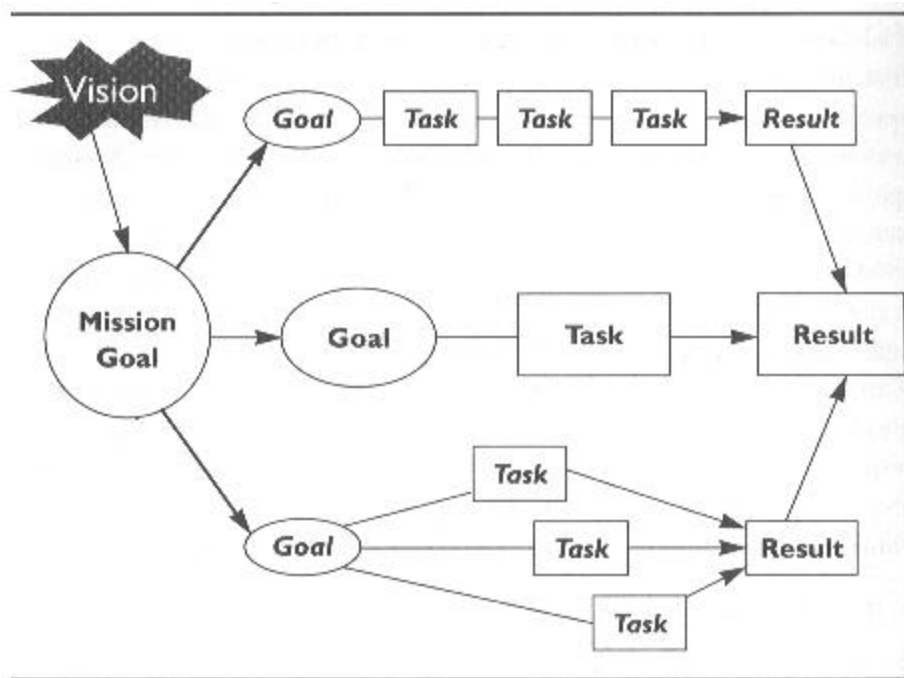 Vision
Goal Task Task Task Result
Mission
Goal
Goal Task Result
Task
Goal Task Result
Task